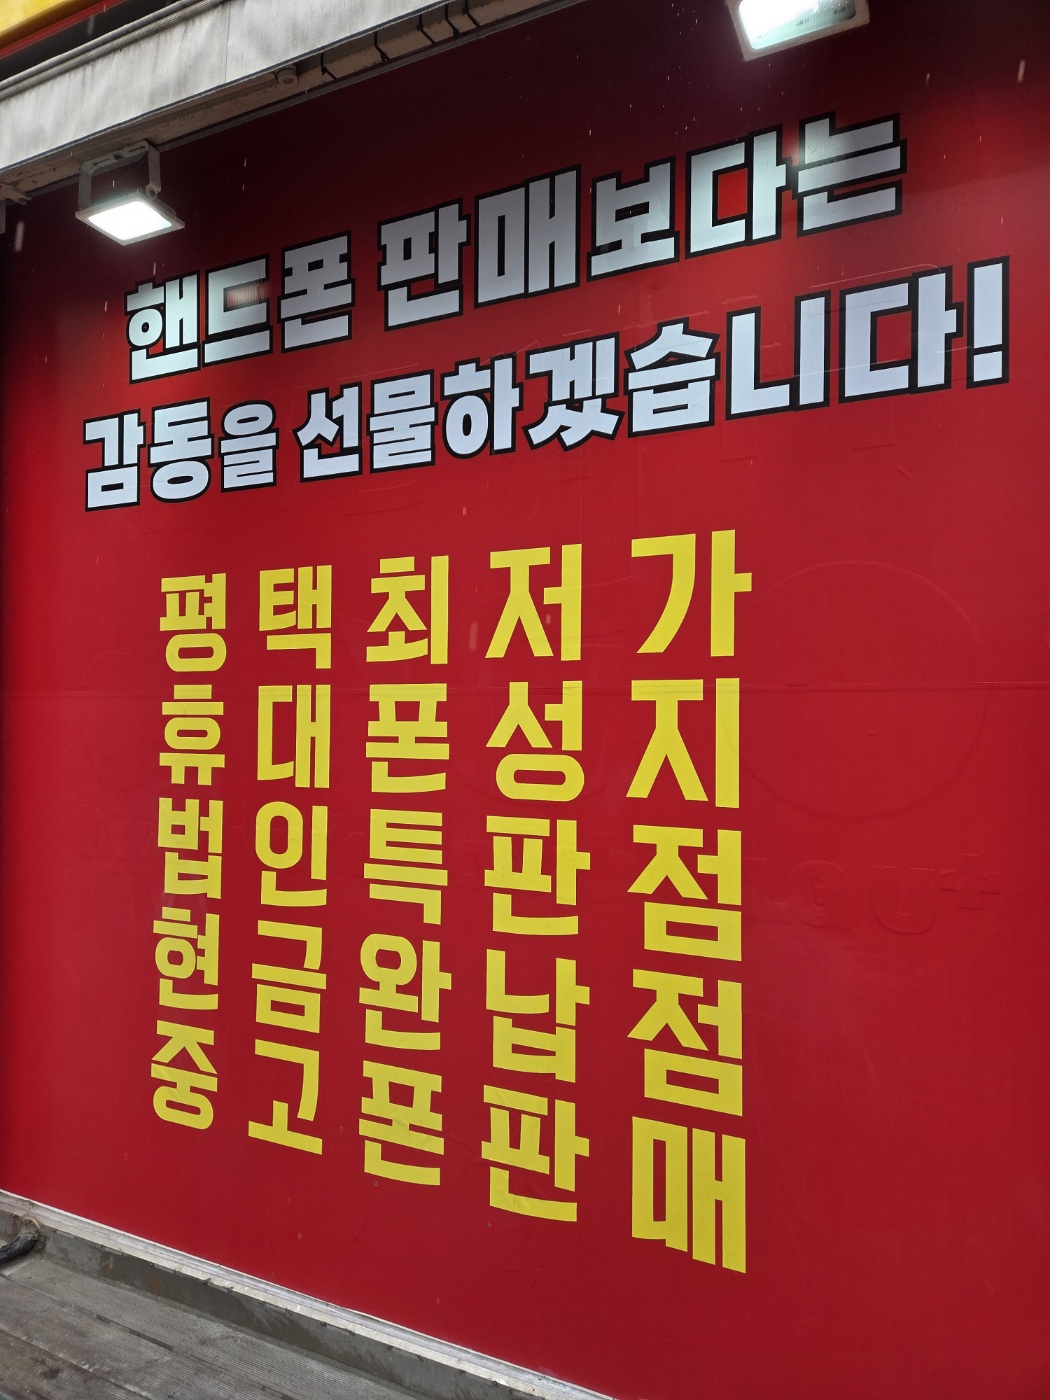 핸드폰 판매보다는
감동을 선물하겠습니다!
평택최저가
휴대폰성지
법인특판점
현금완납점
중고폰판매